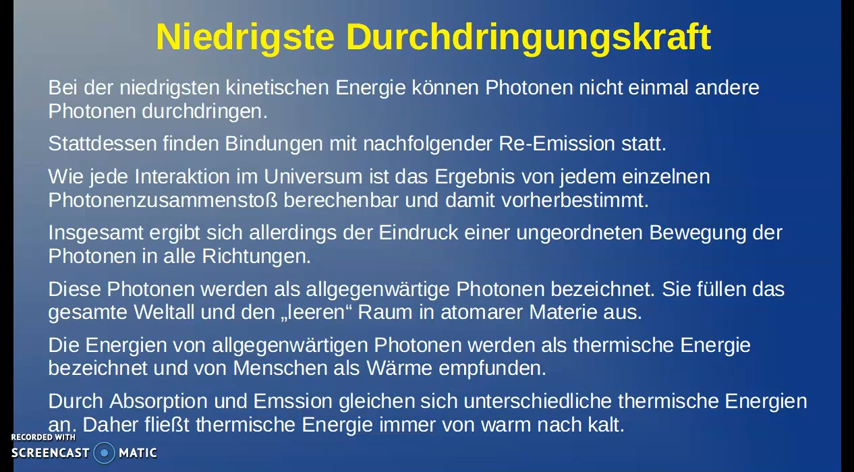 Niedrigste Durchdringungskraft
Bei der niedrigsten kinetischen Energie können Photonen nicht einmal andere
Photonen durchdringen.
Stattdessen finden Bindungen mit nachfolgender Re-Emission statt.
Wie jede Interaktion im Universum ist das Ergebnis von jedem einzelnen
Photonenzusammenstoß berechenbar und damit vorherbestimmt.
Insgesamt ergibt sich allerdings der Eindruck einer ungeordneten Bewegung der
Photonen in alle Richtungen.
Diese Photonen werden als allgegenwärtige Photonen bezeichnet. Sie füllen das
gesamte Weltall und den „leeren“ Raum in atomarer Materie aus.
Die Energien von allgegenwärtigen Photonen werden als thermische Energie
bezeichnet und von Menschen als Wärme empfunden.
Durch Absorption und Emssion gleichen sich unterschiedliche thermische Energien
an. Daher fließt thermische Energie immer von warm nach kalt.
RECORDED WITH
SCREENCAST MATIC